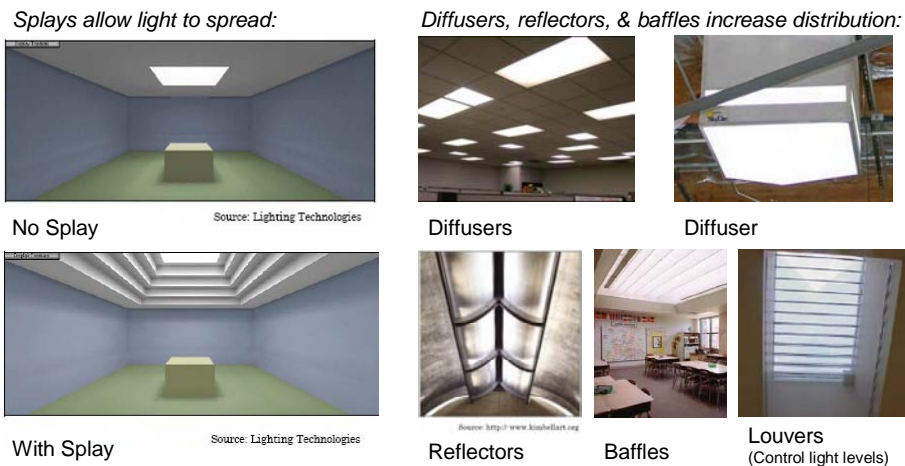 Splays allow light to spread:
Diffusers, reflectors, & baffles increase distribution:
No Splay
Source: Lighting Technologies
Diffusers
Diffuser
With Splay
Source: Lighting Technologies
Source: http:// www.kimbellart.org
Reflectors
Baffles
Louvers
(Control light levels)